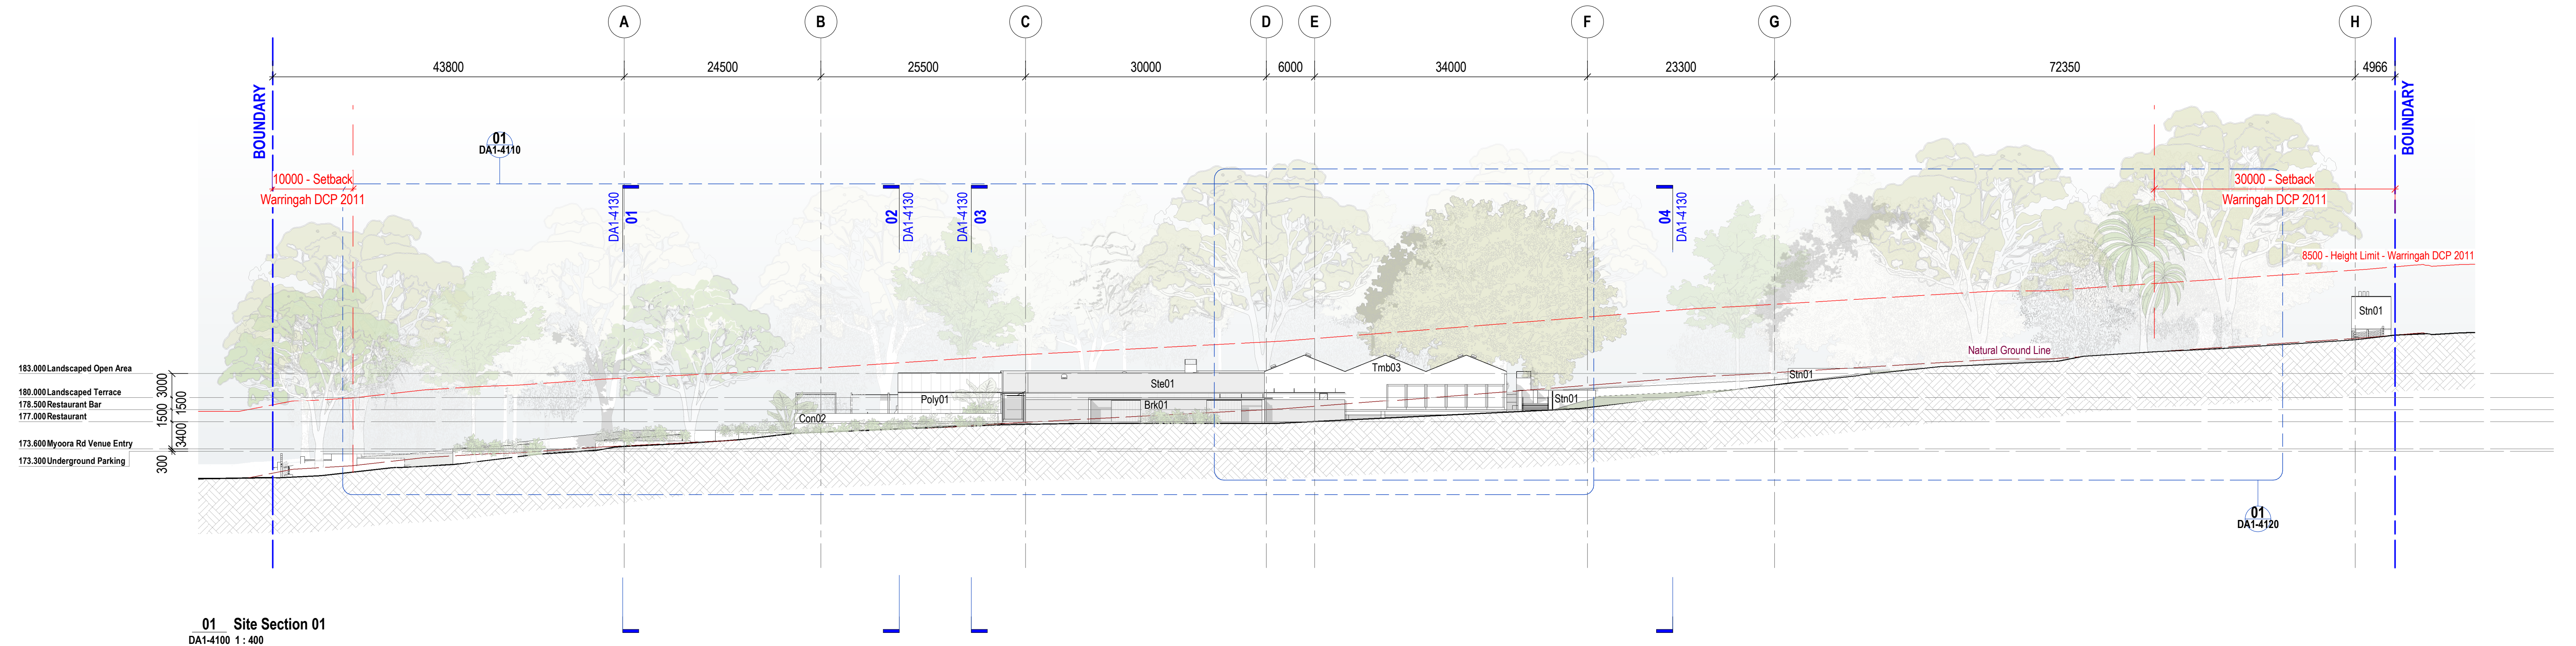 A B C D E F G H
43800 24500 25500 30000 6000 34000 23300 72350 4966
BOUNDARY
BOUNDARY
01
DA1-4110
10000 - Setback
Warringah DCP 2011
DA1-4130
01
02
DA1-4130
DA1-4130
03
04
DA1-4130
30000 - Setback
Warringah DCP 2011
8500 - Height Limit - Warringah DCP 2011
Stn01
Natural Ground Line
183.000 Landscaped Open Area
180.000 Landscaped Terrace
178.500 Restaurant Bar
177.000 Restaurant
173.600 Myoora Rd Venue Entry
173.300 Underground Parking
3000
1500
1500
3400
300
Con02
Poly01
Ste01
Brk01
Tmb03
Stn01
Stn01
01
DA1-4120
01 Site Section 01
DA1-4100 1 : 400